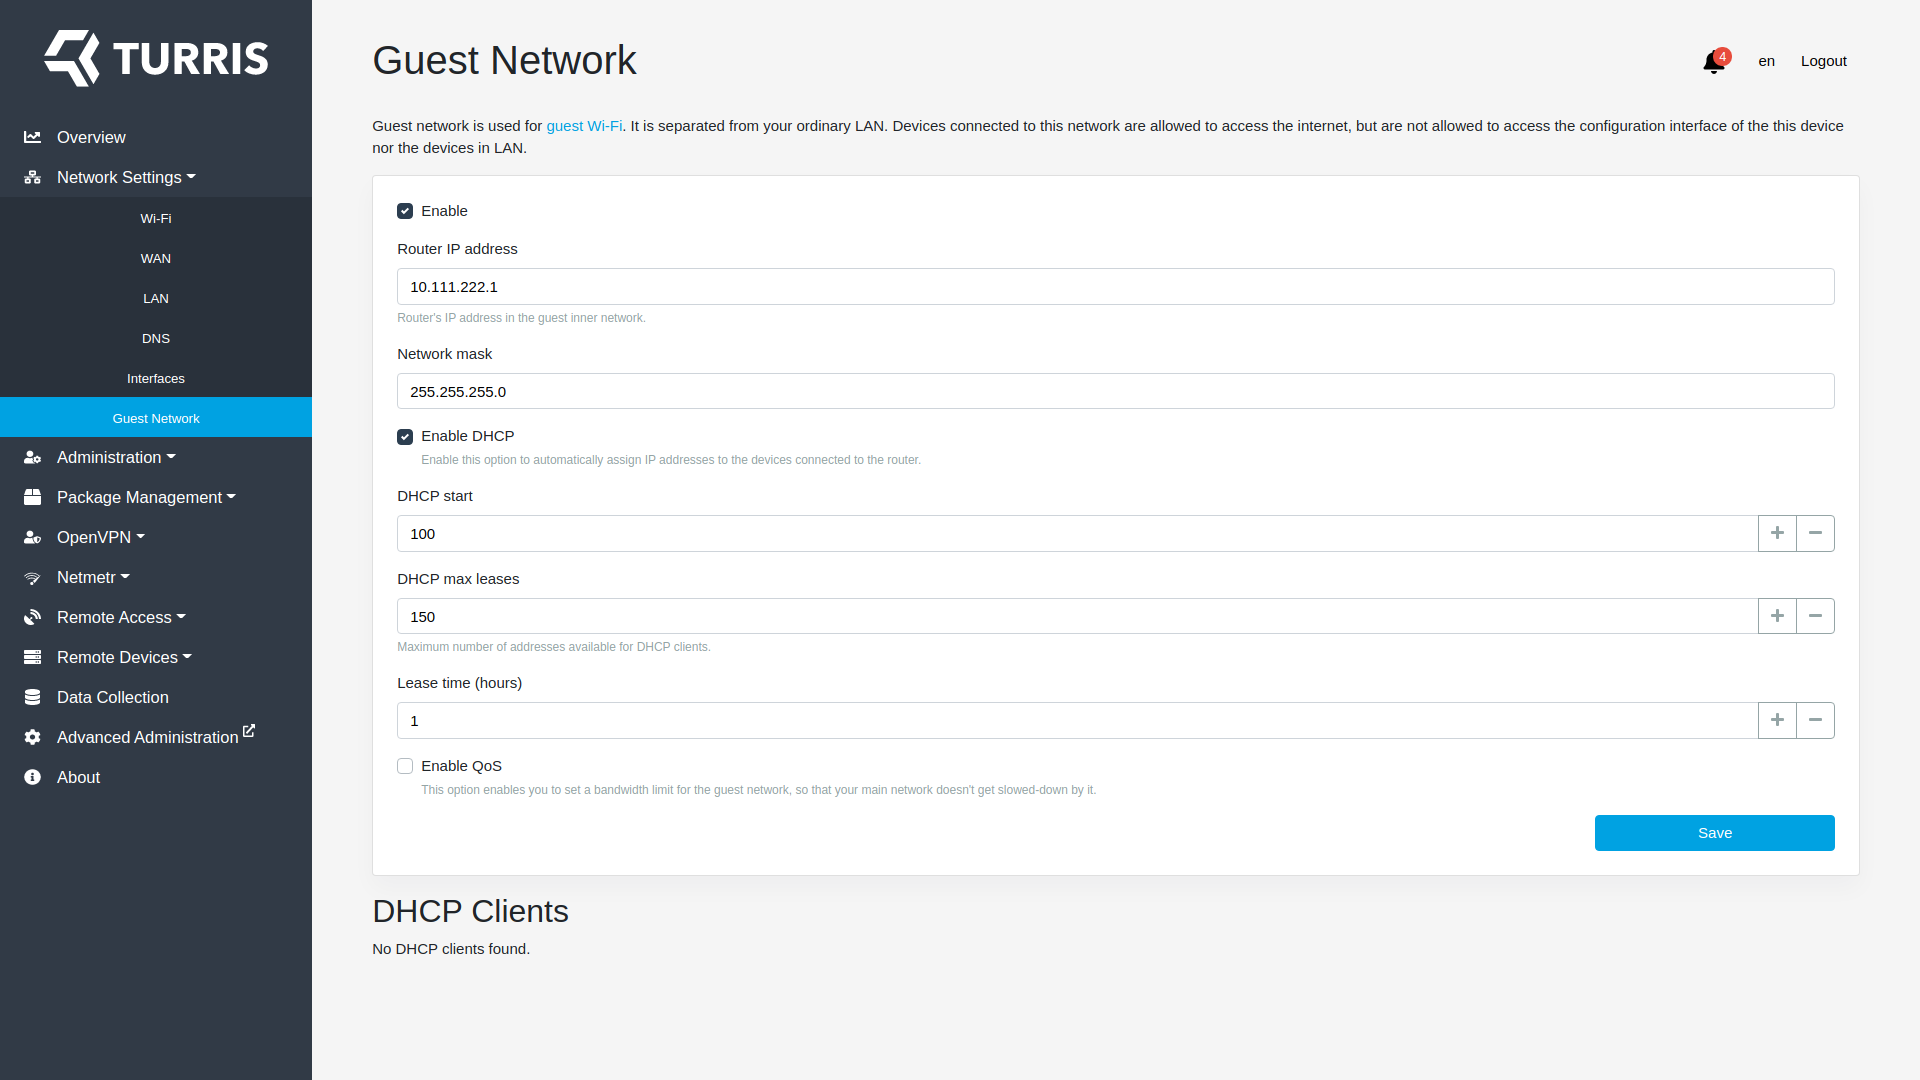 TURRIS
Overview
Network Settings
Wi-Fi
WAN
LAN
DNS
Interfaces
Guest Network
Administration
Package Management
OpenVPN
Netmetr
Remote Access
Remote Devices
Data Collection
Advanced Administration
About
Guest Network
4
en
Logout
Guest network is used for guest Wi-Fi. It is separated from your ordinary LAN. Devices connected to this network are allowed to access the internet, but are not allowed to access the configuration interface of the this device
nor the devices in LAN.
Enable
Router IP address
10.111.222.1
Router's IP address in the guest inner network.
Network mask
255.255.255.0
Enable DHCP
Enable this option to automatically assign IP addresses to the devices connected to the router.
DHCP start
100
DHCP max leases
150
Maximum number of addresses available for DHCP clients.
Lease time (hours)
1
Enable QoS
This option enables you to set a bandwidth limit for the guest network, so that your main network doesn't get slowed-down by it.
Save
DHCP Clients
No DHCP clients found.